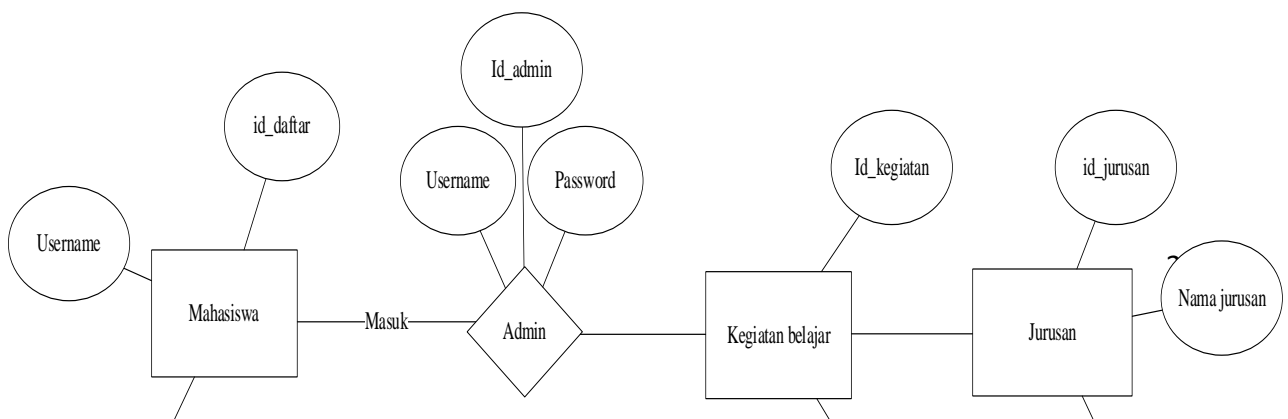 Id_admin
id_daftar
Username
Password
Id_kegiatan
id_jurusan
Username
Nama jurusan
Mahasiswa
Masuk
Admin
Kegiatan belajar
Jurusan